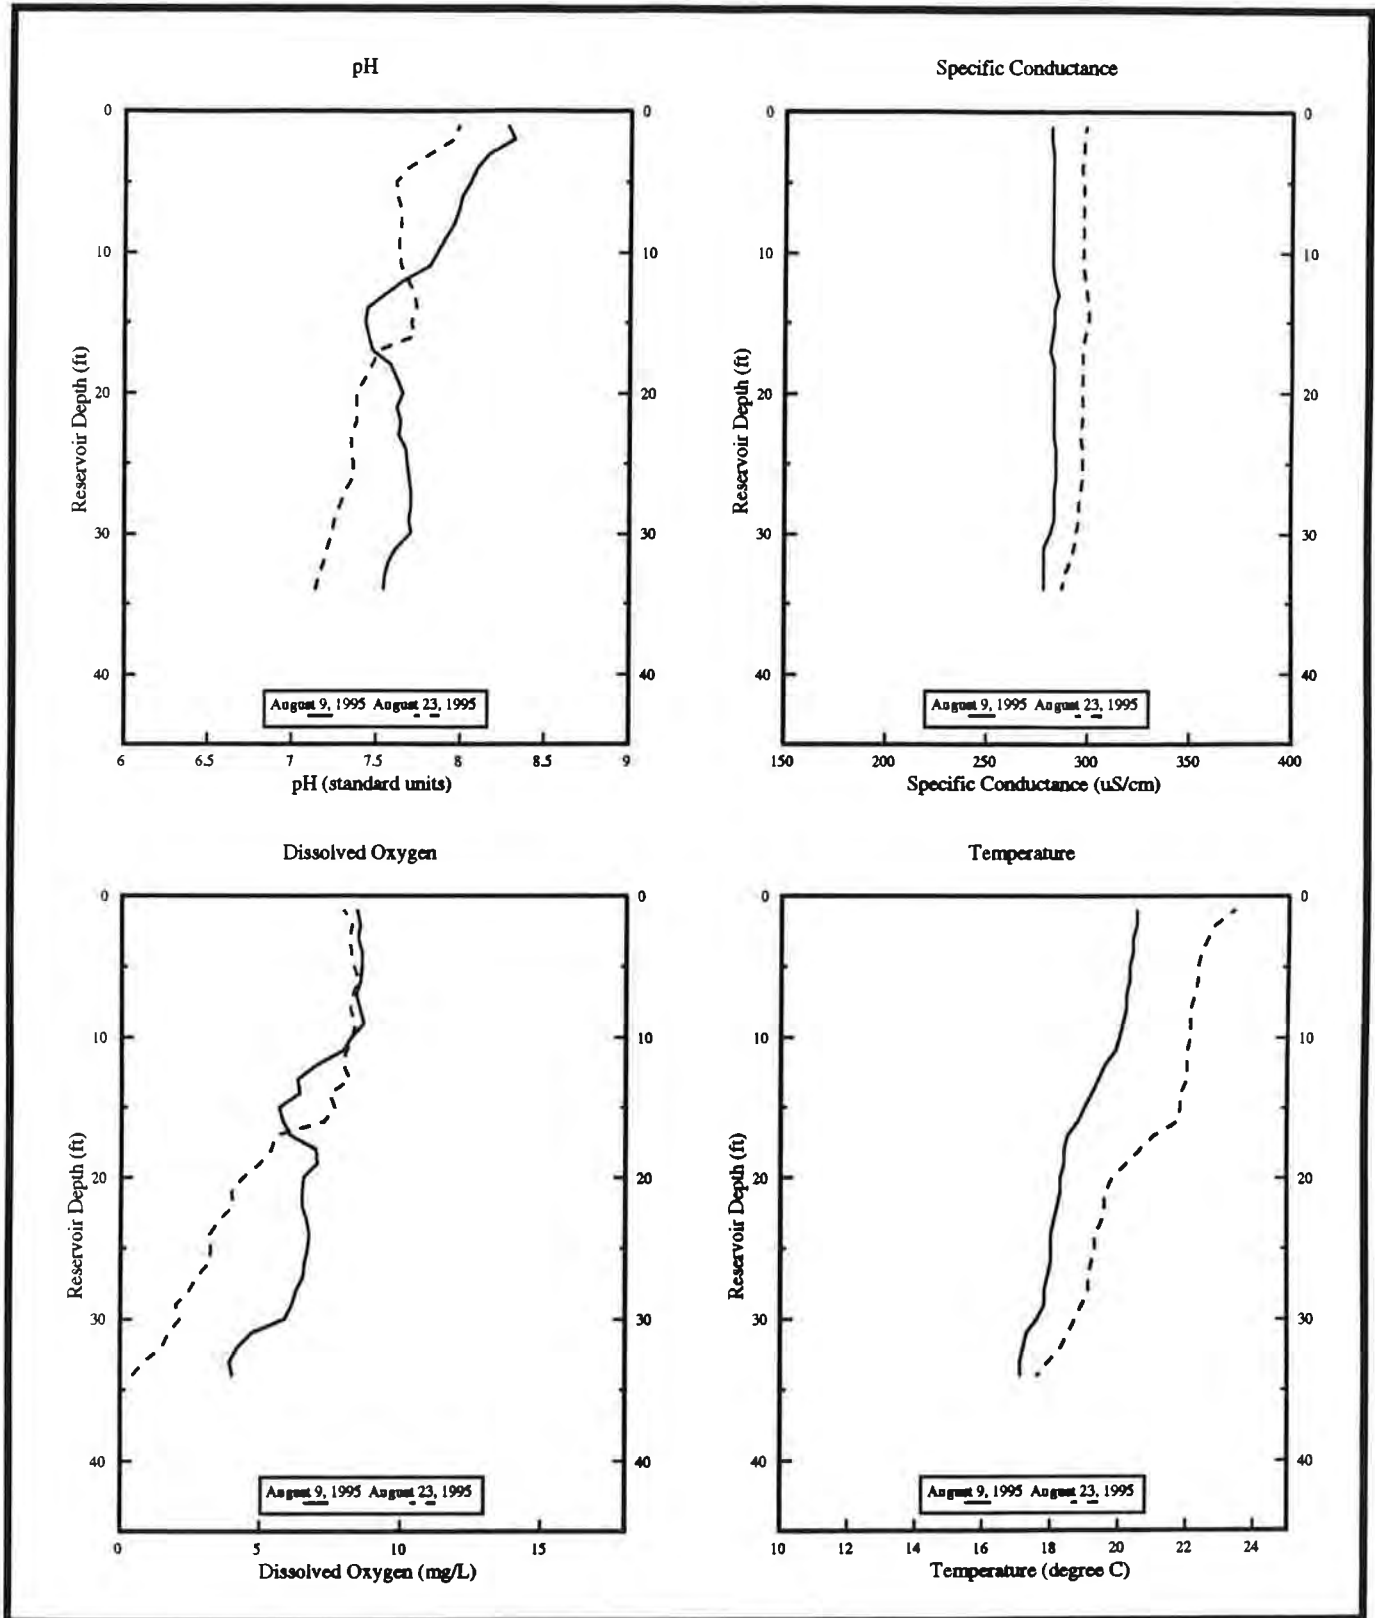 pH
0 0
10 10
20 20
30 30
40 40
Reservoir Depth (ft)
August 9, 1995 August 23, 1995
6 6.5 7 7.5 8 8.5 9
pH (standard units)
Specific Conductance
0 0
10 10
20 20
30 30
40 40
Reservoir Depth (ft)
August 9, 1995 August 23, 1995
150 200 250 300 350 400
Specific Conductance (uS/cm)
Dissolved Oxygen
0 0
10 10
20 20
30 30
40 40
Reservoir Depth (ft)
August 9, 1995 August 23, 1995
0 5 10 15
Dissolved Oxygen (mg/L)
Temperature
0 0
10 10
20 20
30 30
40 40
Reservoir Depth (ft)
August 9, 1995 August 23, 1995
10 12 14 16 18 20 22 24
Temperature (degree C)